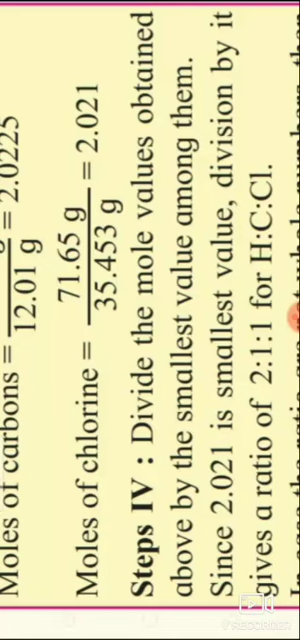 Moles of carbons = 12.01 g = 2.0225
Moles of chlorine = 71.65 g / 35.453 g = 2.021
Steps IV : Divide the mole values obtained
above by the smallest value among them.
Since 2.021 is smallest value, division by it
gives a ratio of 2:1:1 for H:C:Cl.
RECORDER